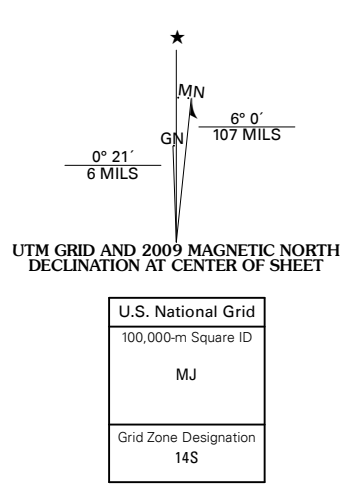 ★
MN
GN
6° 0´
107 MILS
0° 21´
6 MILS
UTM GRID AND 2009 MAGNETIC NORTH
DECLINATION AT CENTER OF SHEET
U.S. National Grid
100,000-m Square ID
MJ
Grid Zone Designation
14S